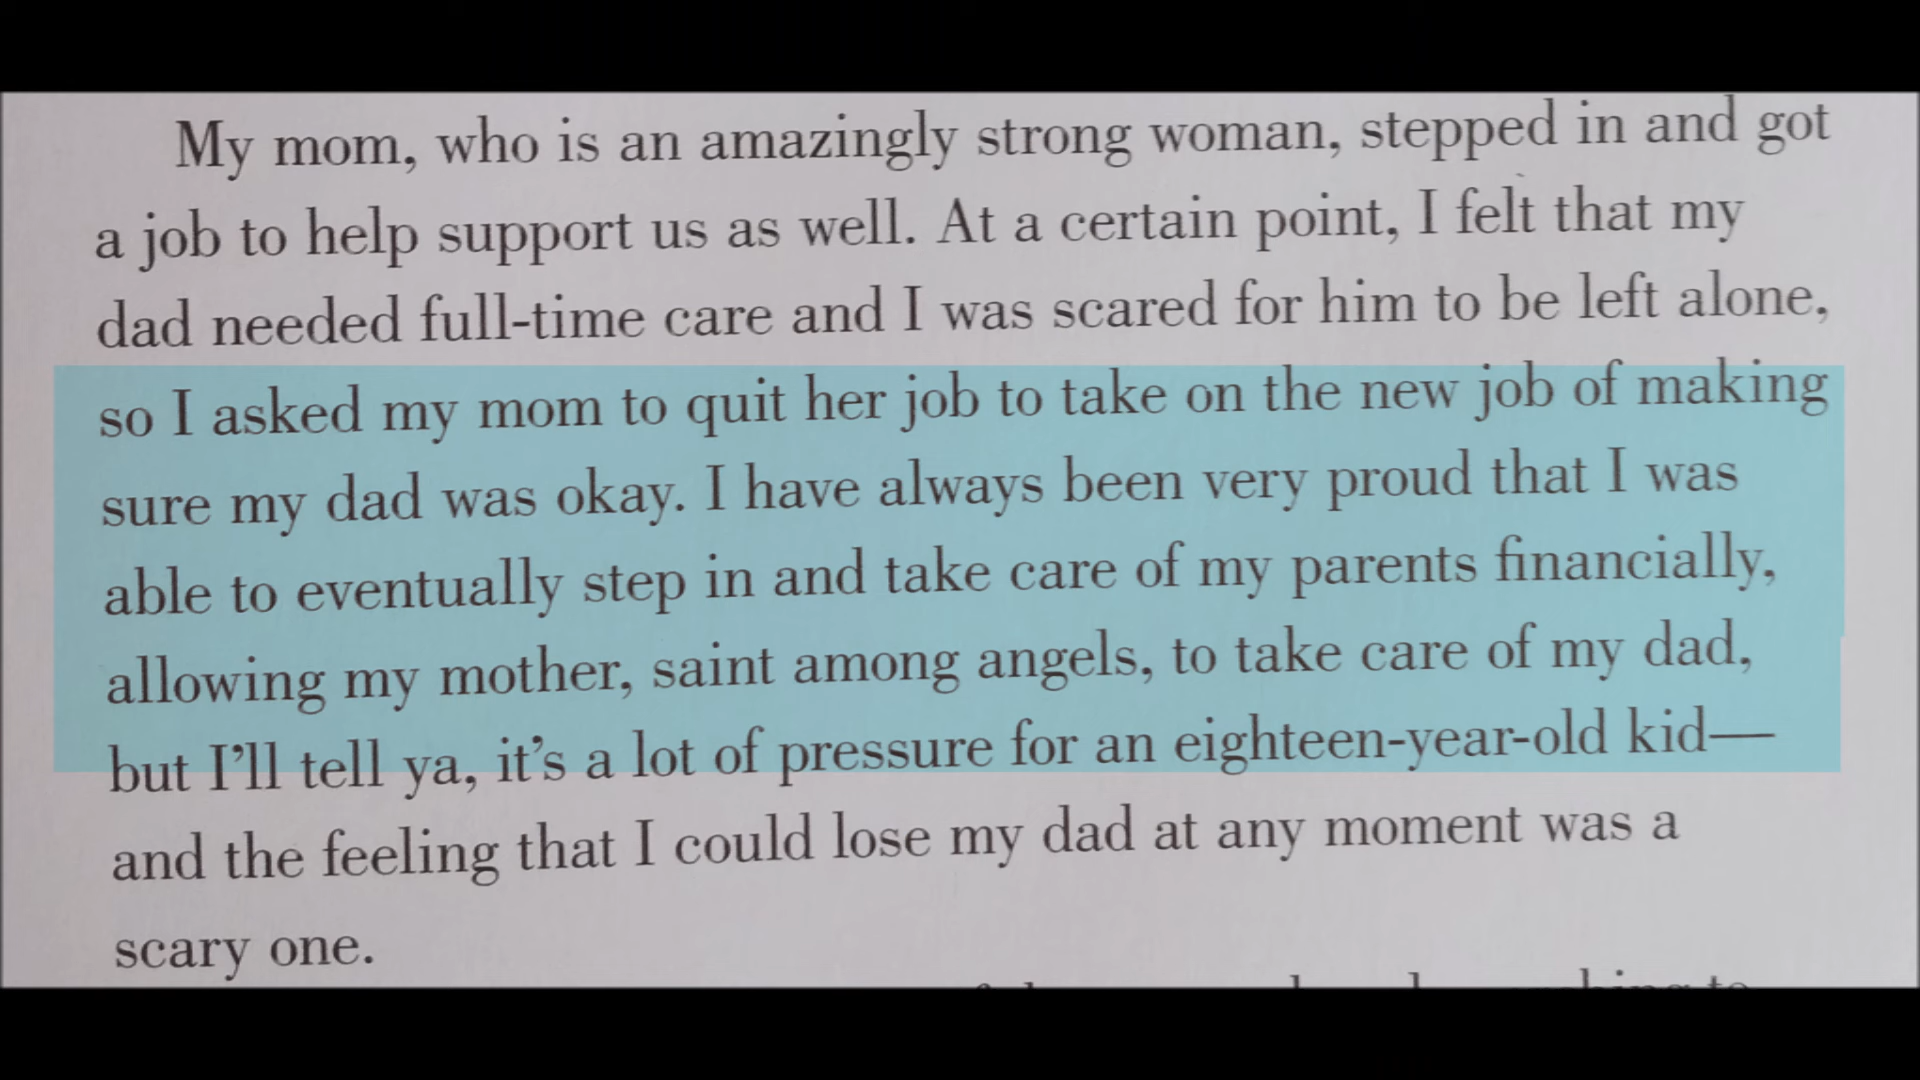 My mom, who is an amazingly strong woman, stepped in and got
a job to help support us as well. At a certain point, I felt that my
dad needed full-time care and I was scared for him to be left alone,
so I asked my mom to quit her job to take on the new job of making
sure my dad was okay. I have always been very proud that I was
able to eventually step in and take care of my parents financially,
allowing my mother, saint among angels, to take care of my dad,
but I’ll tell ya, it’s a lot of pressure for an eighteen-year-old kid—
and the feeling that I could lose my dad at any moment was a
scary one.